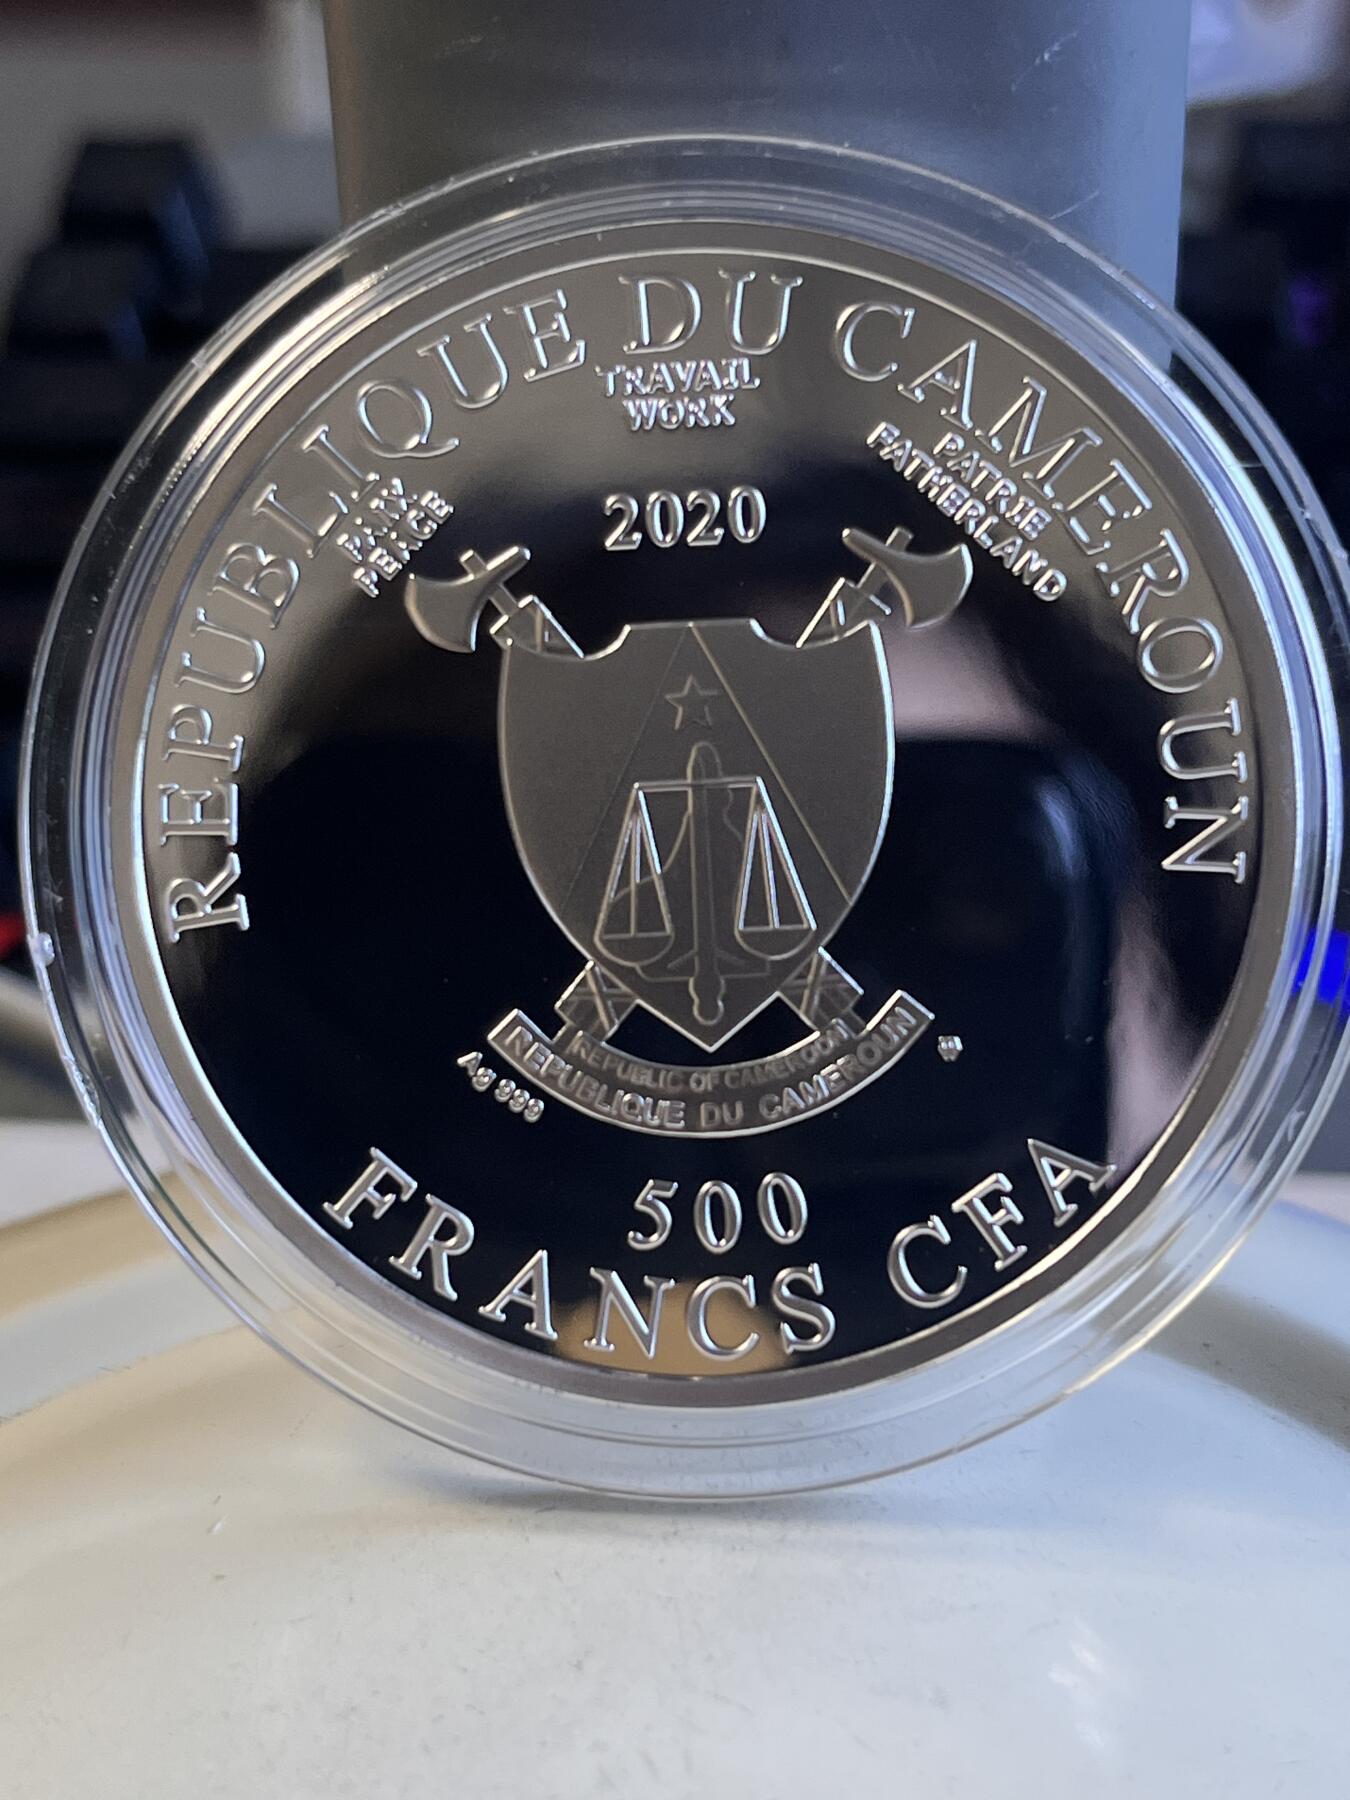 REPUBLIQUE DU CAMEROUN
TRAVAIL
WORK
PAIX
PEACE
PATRIE
FATHERLAND
2020
REPUBLIC OF CAMEROON
REPUBLIQUE DU CAMEROUN
Ag 999
500
FRANCS CFA